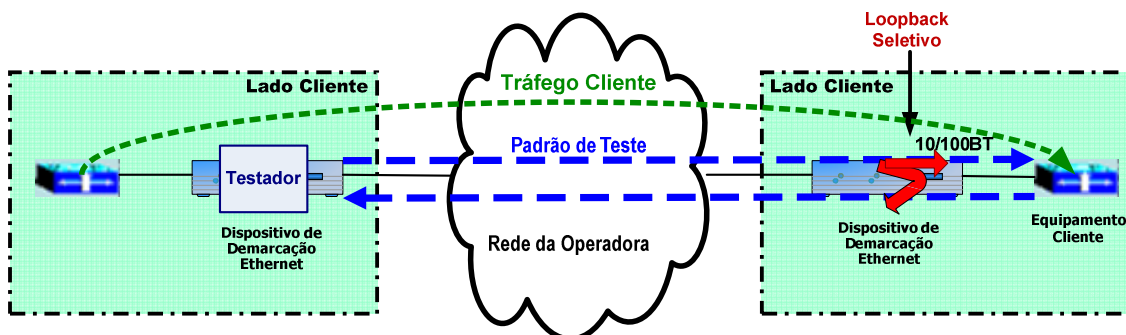 Loopback
Seletivo
Lado Cliente
Lado Cliente
Tráfego Cliente
Padrão de Teste
10/100BT
Testador
Dispositivo de
Demarcação
Ethernet
Rede da Operadora
Dispositivo de
Demarcação
Ethernet
Equipamento
Cliente